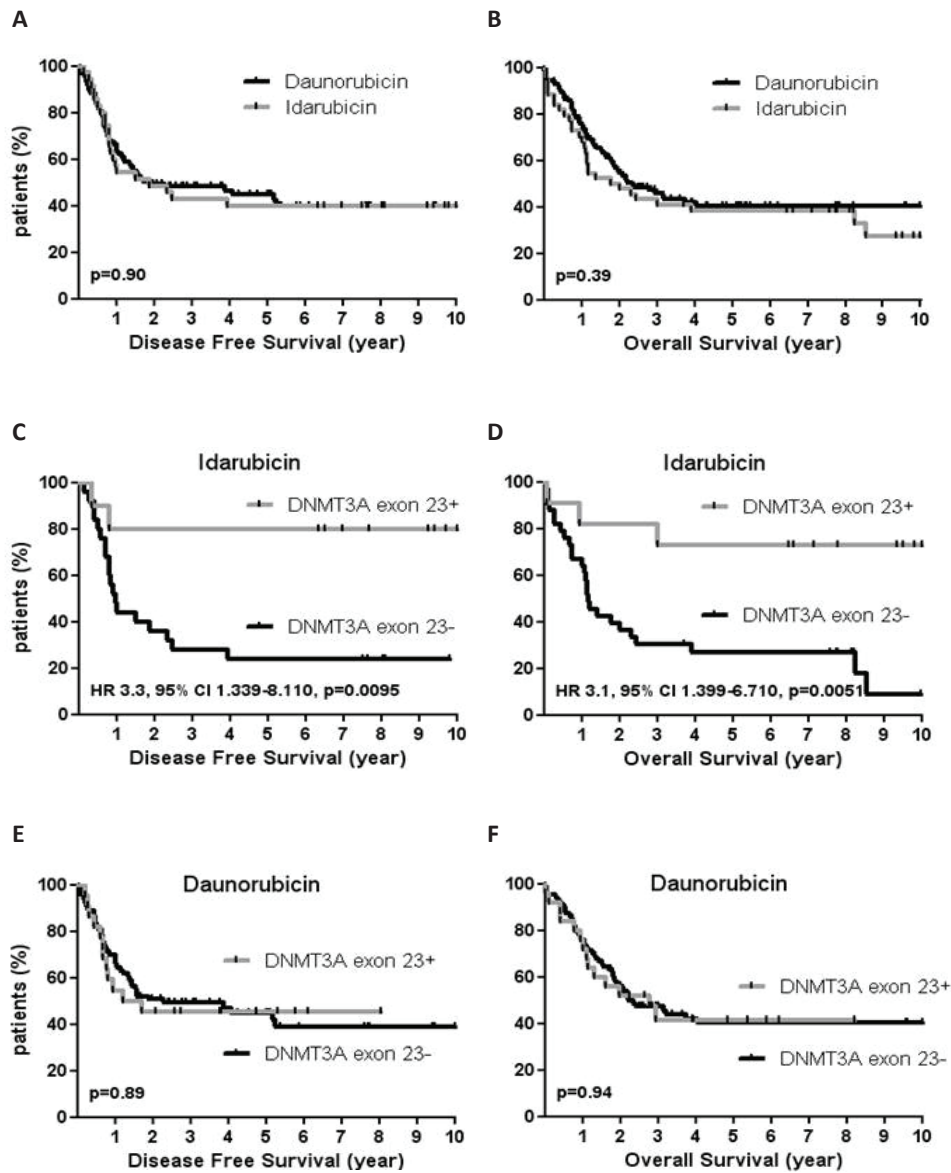 A
patients (%)
100
80
60
40
20
0
Daunorubicin
Idarubicin
p=0.90
1 2 3 4 5 6 7 8 9 10
Disease Free Survival (year)
B
100
80
60
40
20
0
Daunorubicin
Idarubicin
p=0.39
1 2 3 4 5 6 7 8 9 10
Overall Survival (year)
C
Idarubicin
patients (%)
100
80
60
40
20
0
DNMT3A exon 23+
DNMT3A exon 23-
HR 3.3, 95% CI 1.339-8.110, p=0.0095
1 2 3 4 5 6 7 8 9 10
Disease Free Survival (year)
D
Idarubicin
100
80
60
40
20
0
DNMT3A exon 23+
DNMT3A exon 23-
HR 3.1, 95% CI 1.399-6.710, p=0.0051
1 2 3 4 5 6 7 8 9 10
Overall Survival (year)
E
Daunorubicin
patients (%)
100
80
60
40
20
0
DNMT3A exon 23+
DNMT3A exon 23-
p=0.89
1 2 3 4 5 6 7 8 9 10
Disease Free Survival (year)
F
Daunorubicin
100
80
60
40
20
0
DNMT3A exon 23+
DNMT3A exon 23-
p=0.94
1 2 3 4 5 6 7 8 9 10
Overall Survival (year)